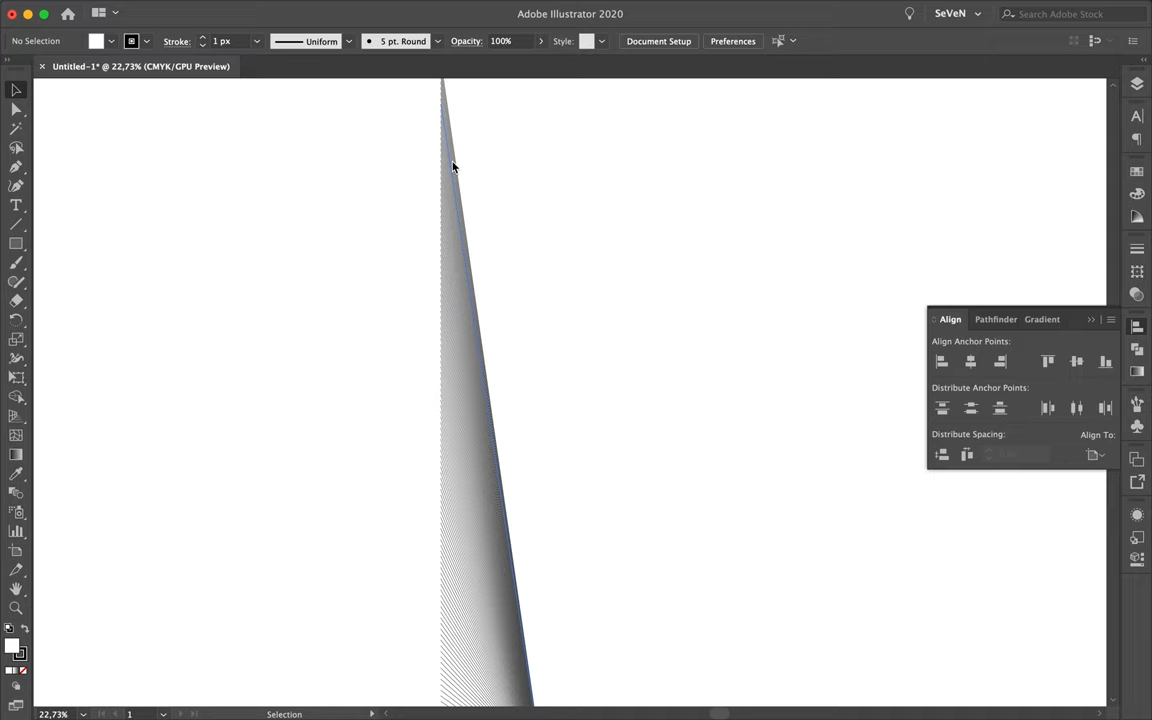 Adobe Illustrator 2020
SeVeN
Search Adobe Stock
No Selection
Stroke:
1 px
Uniform
5 pt. Round
Opacity:
100%
Style:
Document Setup
Preferences
× Untitled-1* @ 22,73% (CMYK/GPU Preview)
Align
Pathfinder
Gradient
Align Anchor Points:
Distribute Anchor Points:
Distribute Spacing:
Align To:
22,73%
1
Selection